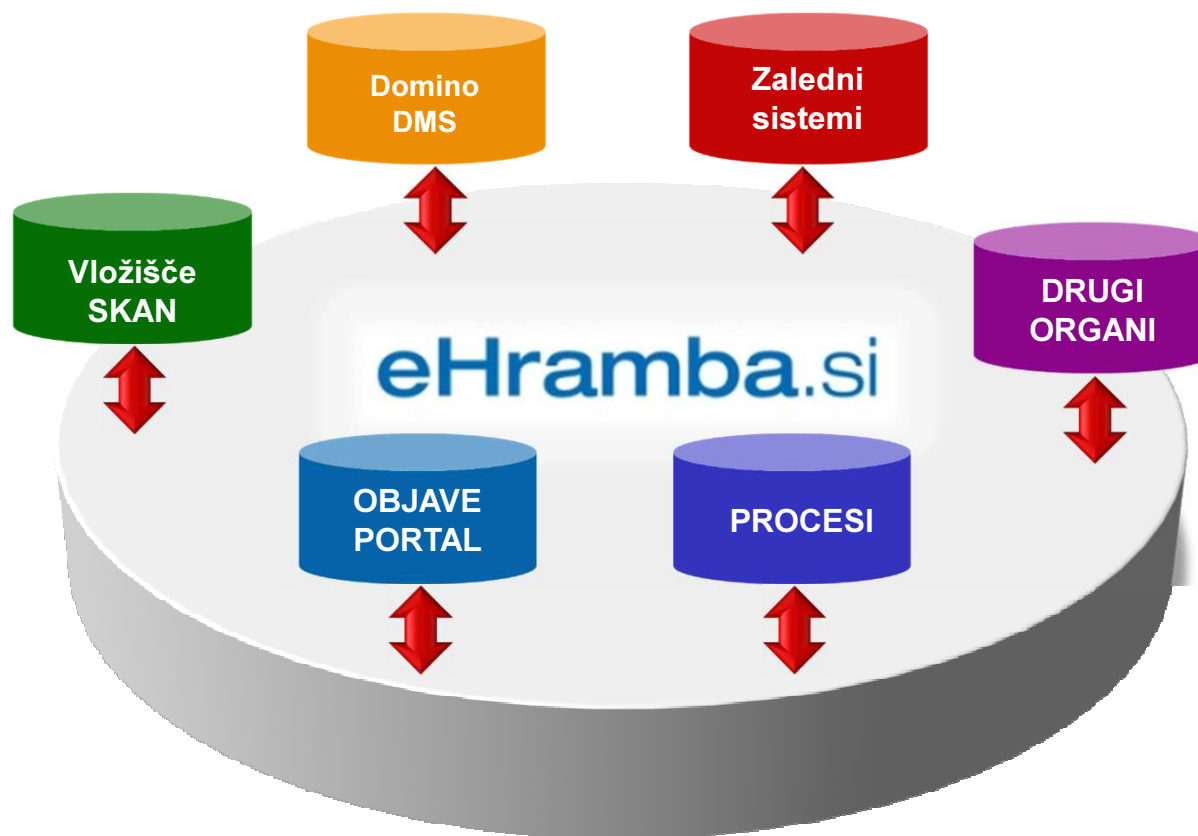 Domino
DMS
Zaledni
sistemi
Vložišče
SKAN
DRUGI
ORGANI
eHramba.si
OBJAVE
PORTAL
PROCESI